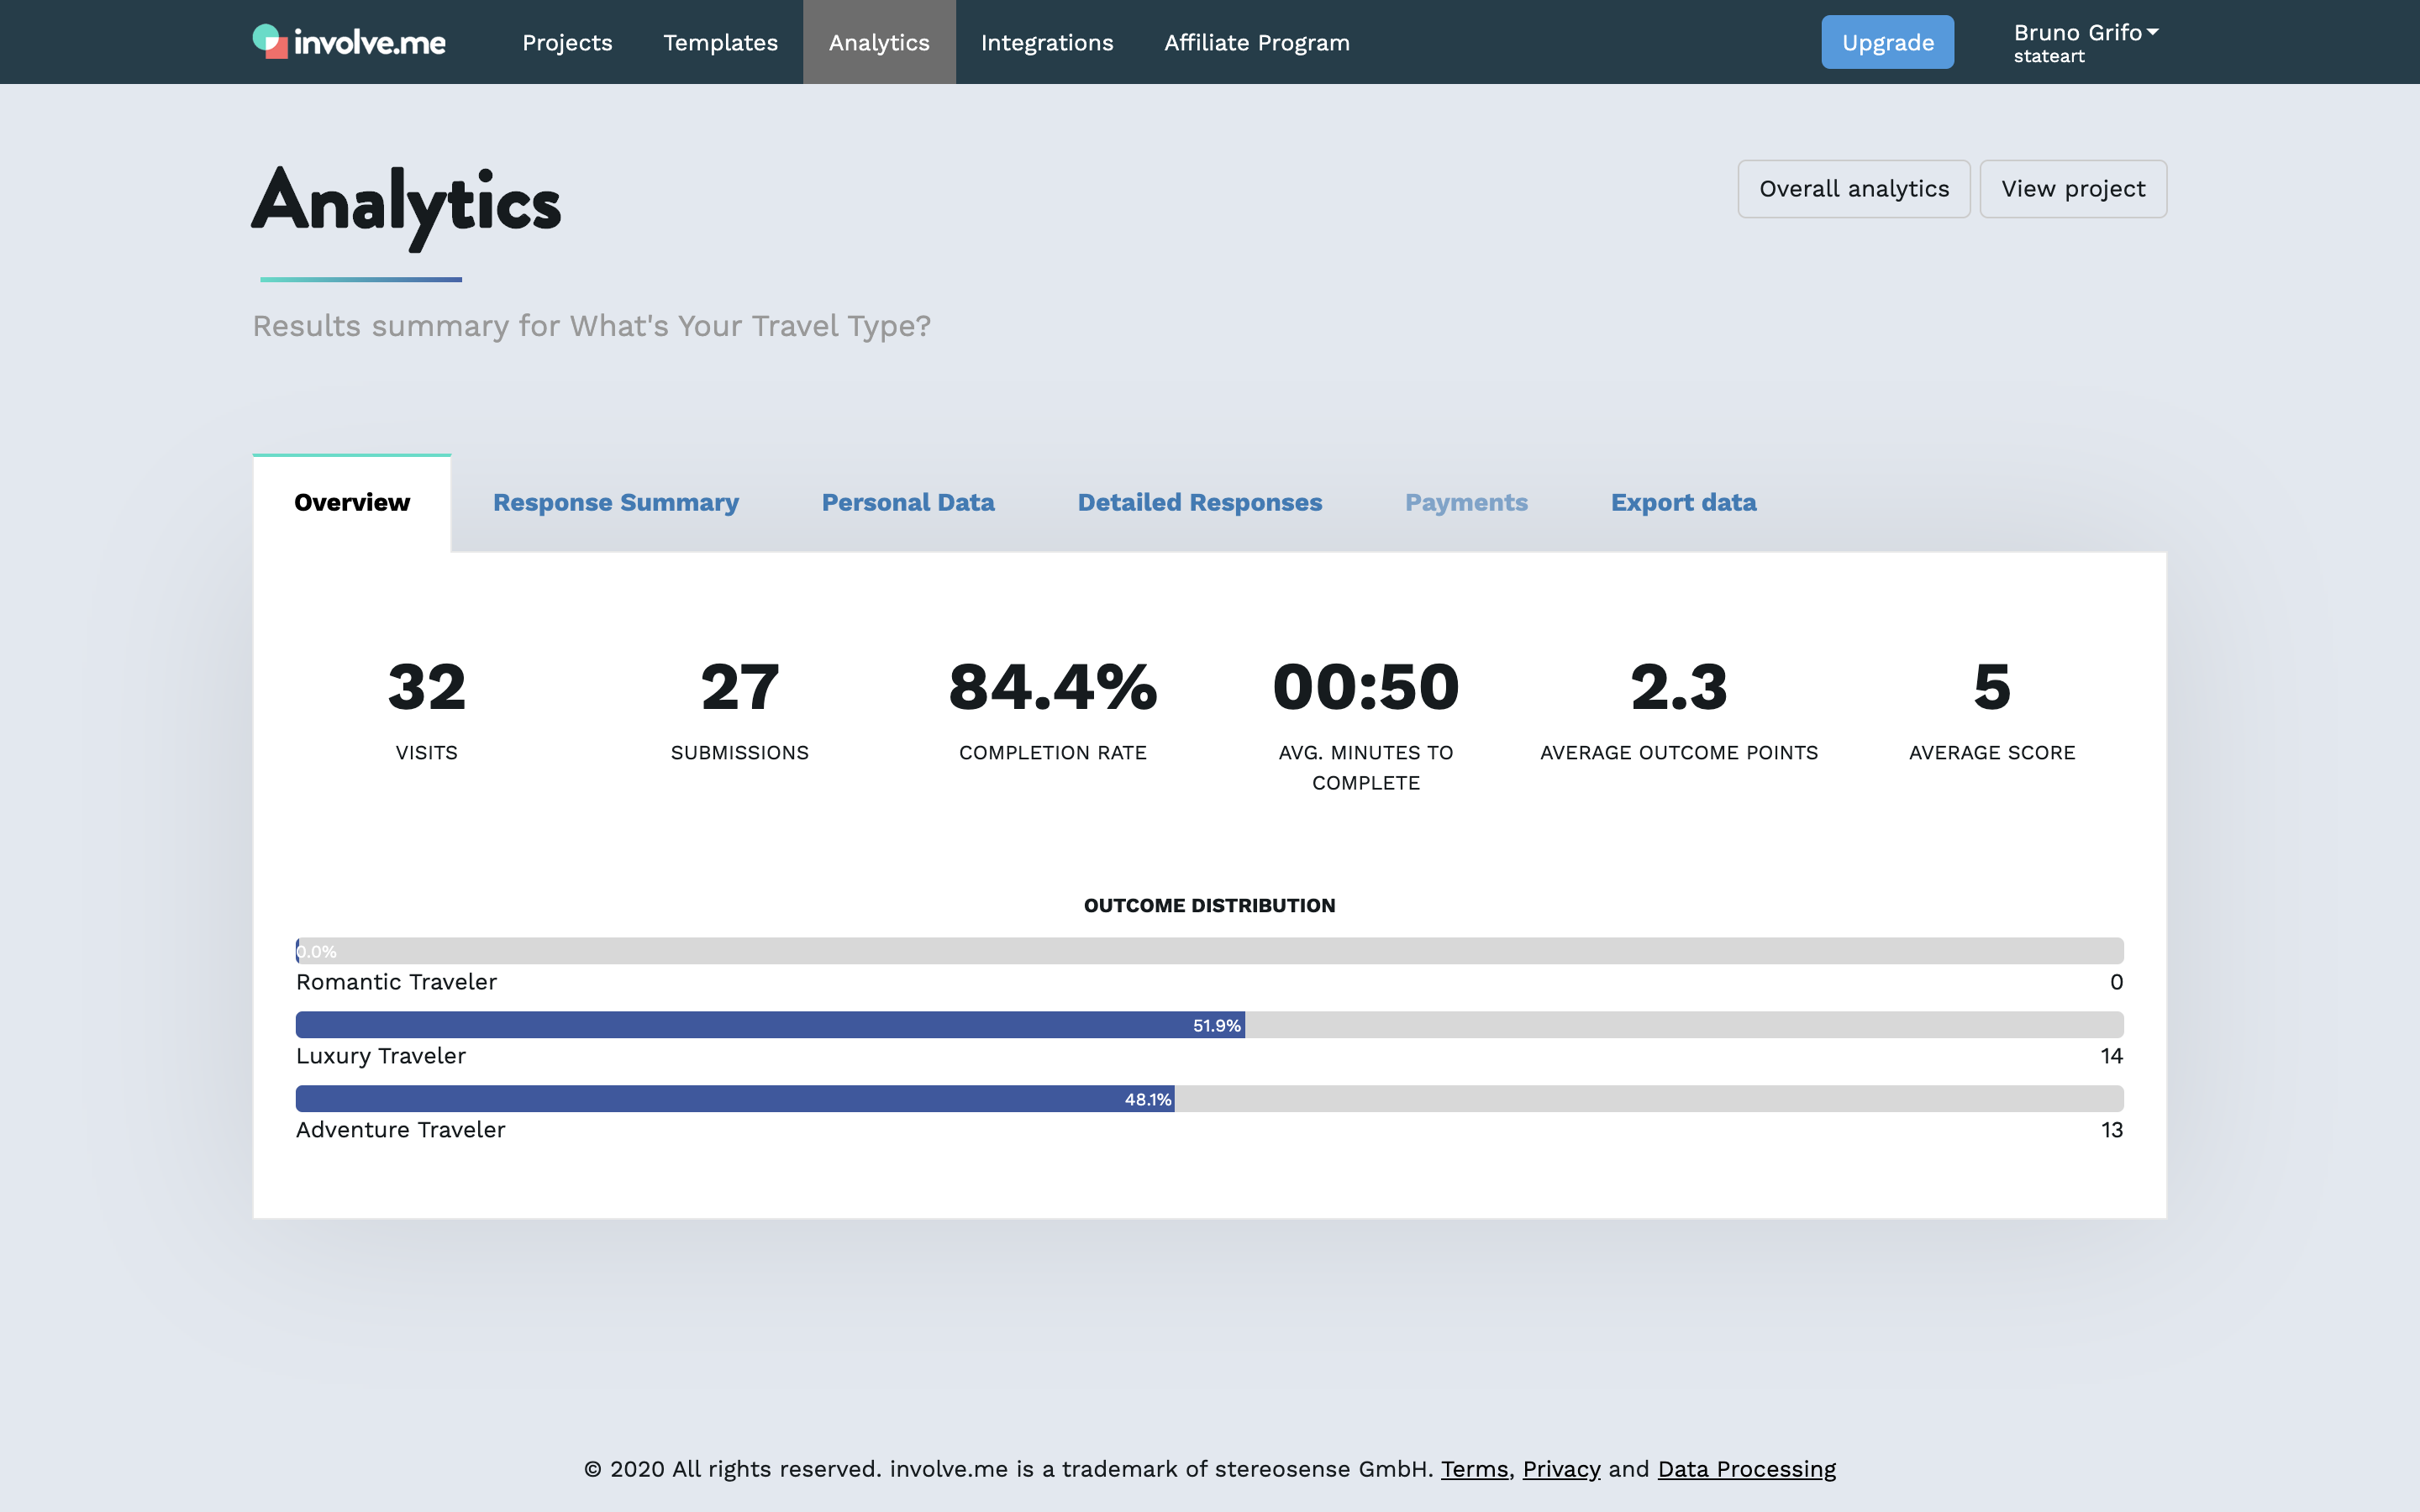 involve.me Projects Templates Analytics Integrations Affiliate Program Upgrade Bruno Grifo
stateart
Analytics
Overall analytics View project
Results summary for What's Your Travel Type?
Overview Response Summary Personal Data Detailed Responses Payments Export data
32 27 84.4% 00:50 2.3 5
VISITS SUBMISSIONS COMPLETION RATE AVG. MINUTES TO AVERAGE OUTCOME POINTS AVERAGE SCORE
COMPLETE
OUTCOME DISTRIBUTION
0.0%
Romantic Traveler 0
51.9%
Luxury Traveler 14
48.1%
Adventure Traveler 13
© 2020 All rights reserved. involve.me is a trademark of stereosense GmbH. Terms, Privacy and Data Processing